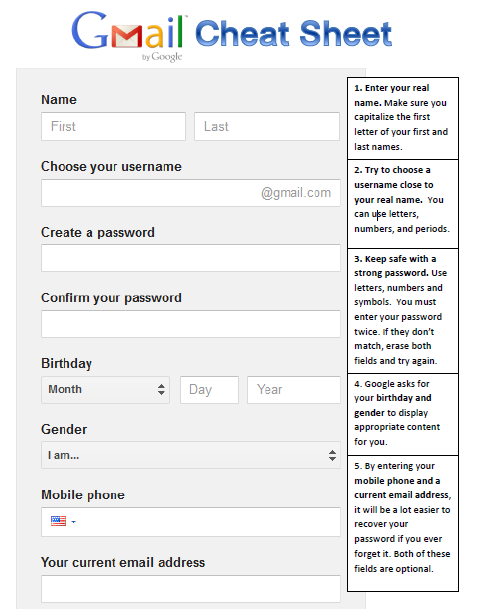 Gmail Cheat Sheet
by Google
Name
First Last
Choose your username
@gmail.com
Create a password
Confirm your password
Birthday
Month Day Year
Gender
I am...
Mobile phone
Your current email address
1. Enter your real
name. Make sure you
capitalize the first
letter of your first and
last names.
2. Try to choose a
username close to
your real name. You
can use letters,
numbers, and periods.
3. Keep safe with a
strong password. Use
letters, numbers and
symbols. You must
enter your password
twice. If they don't
match, erase both
fields and try again.
4. Google asks for
your birthday and
gender to display
appropriate content
for you.
5. By entering your
mobile phone and a
current email address,
it will be a lot easier to
recover your
password if you ever
forget it. Both of these
fields are optional.